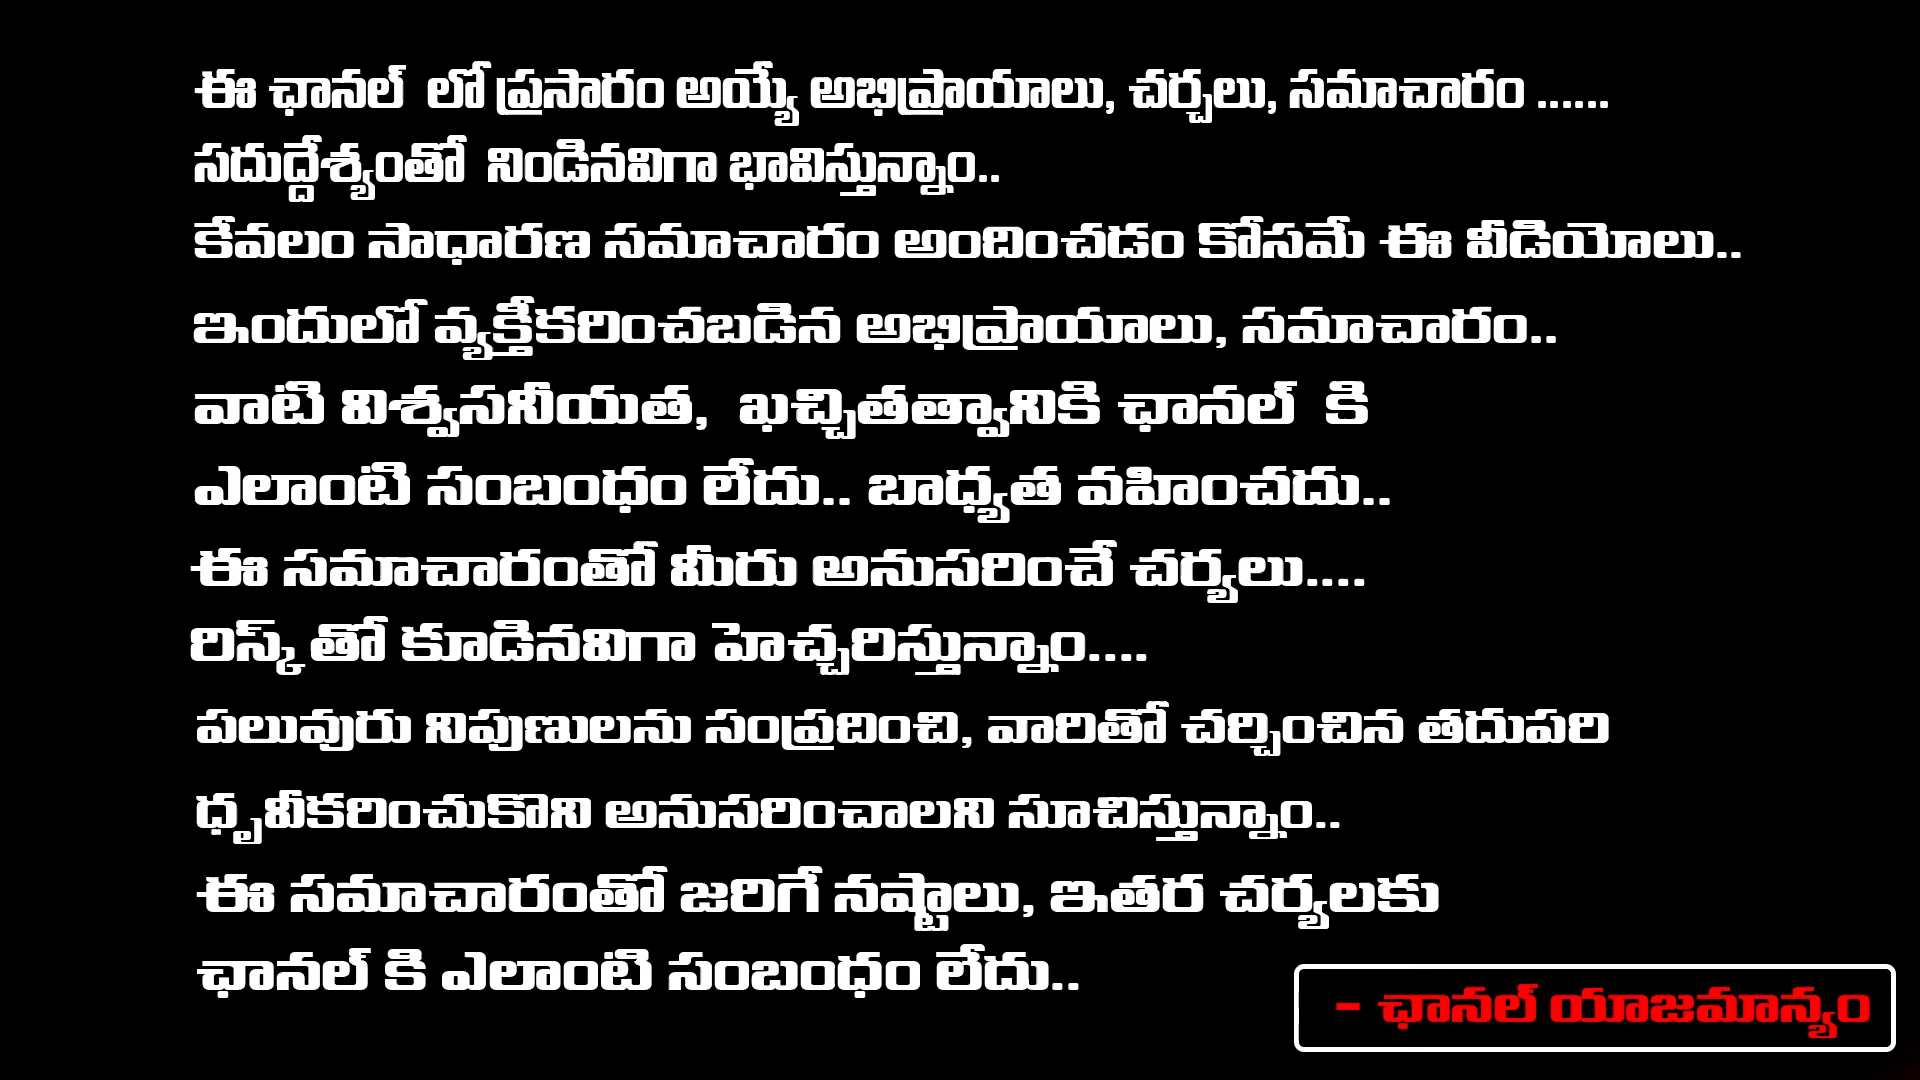 ఈ ఛానల్ లో ప్రసారం అయ్యే అభిప్రాయాలు, చర్చలు, సమాచారం ......
సదుద్దేశ్యంతో నిండినవిగా భావిస్తున్నాం..
కేవలం సాధారణ సమాచారం అందించడం కోసమే ఈ వీడియోలు..
ఇందులో వ్యక్తీకరించబడిన అభిప్రాయాలు, సమాచారం..
వాటి విశ్వసనీయత, ఖచ్చితత్వానికి ఛానల్ కి
ఎలాంటి సంబంధం లేదు.. బాధ్యత వహించదు..
ఈ సమాచారంతో మీరు అనుసరించే చర్యలు....
రిస్క్ తో కూడినవిగా హెచ్చరిస్తున్నాం....
పలువురు నిపుణులను సంప్రదించి, వారితో చర్చించిన తదుపరి
ధృవీకరించుకొని అనుసరించాలని సూచిస్తున్నాం..
ఈ సమాచారంతో జరిగే నష్టాలు, ఇతర చర్యలకు
ఛానల్ కి ఎలాంటి సంబంధం లేదు..
- ఛానల్ యాజమాన్యం